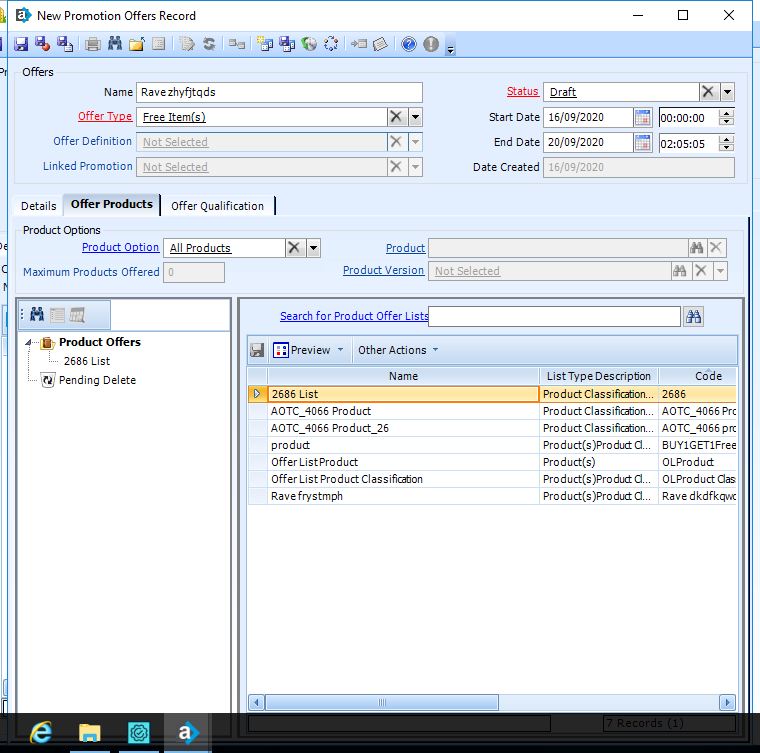 New Promotion Offers Record
Offers
Name Rave zhyfjtqds
Status Draft
Offer Type Free Item(s)
Start Date 16/09/2020 00:00:00
Offer Definition Not Selected
End Date 20/09/2020 02:05:05
Linked Promotion Not Selected
Date Created 16/09/2020
Details Offer Products Offer Qualification
Product Options
Product Option All Products
Product
Maximum Products Offered 0
Product Version Not Selected
Search for Product Offer Lists
Product Offers
2686 List
Pending Delete
Preview Other Actions
Name List Type Description Code
2686 List Product Classification... 2686
AOTC_4066 Product Product Classification... AOTC_4066 Pro
AOTC_4066 Product_26 Product Classification... AOTC_4066 pro
product Product(s)Product Cl... BUY1GET1Free
Offer List Product Product(s) OLProduct
Offer List Product Classification Product(s)Product Cl... OLProduct Clas
Rave frystmph Product(s)Product Cl... Rave dkdfkqwc
7 Records (1)